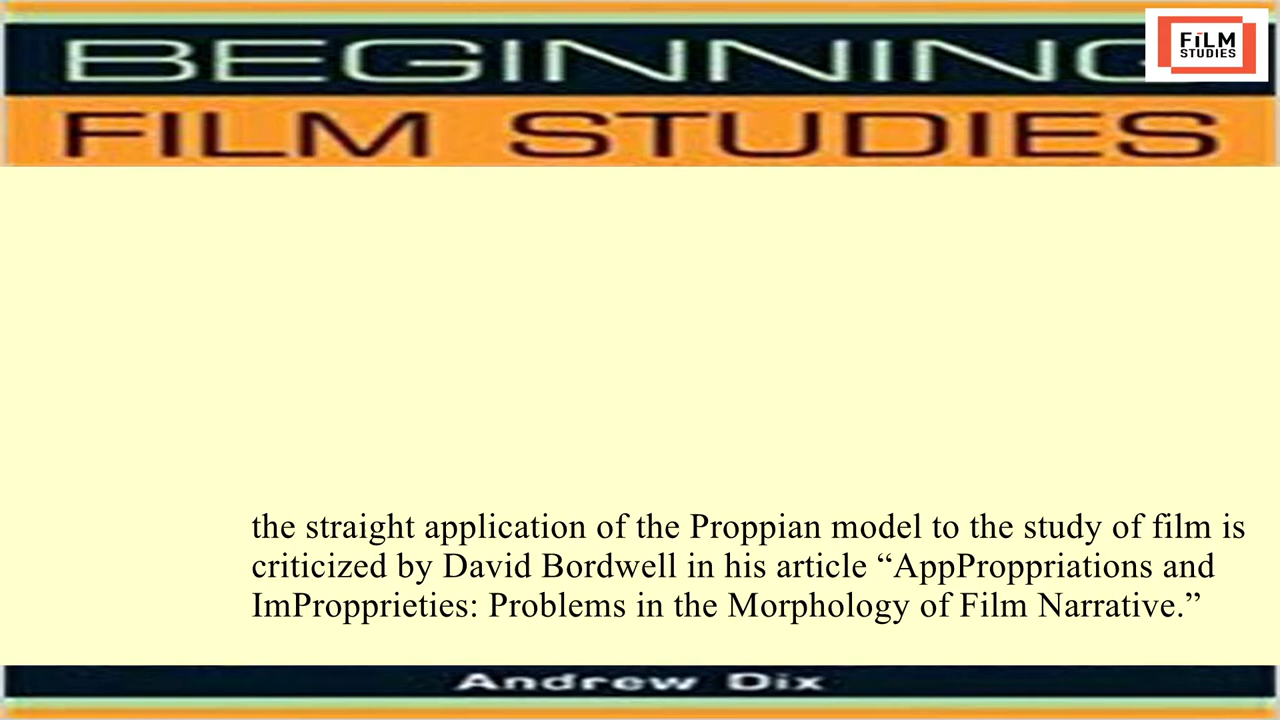 BEGINNING
FiLM
STUDIES
FILM STUDIES
the straight application of the Proppian model to the study of film is
criticized by David Bordwell in his article “AppProppriations and
ImPropprieties: Problems in the Morphology of Film Narrative.”
Andrew Dix